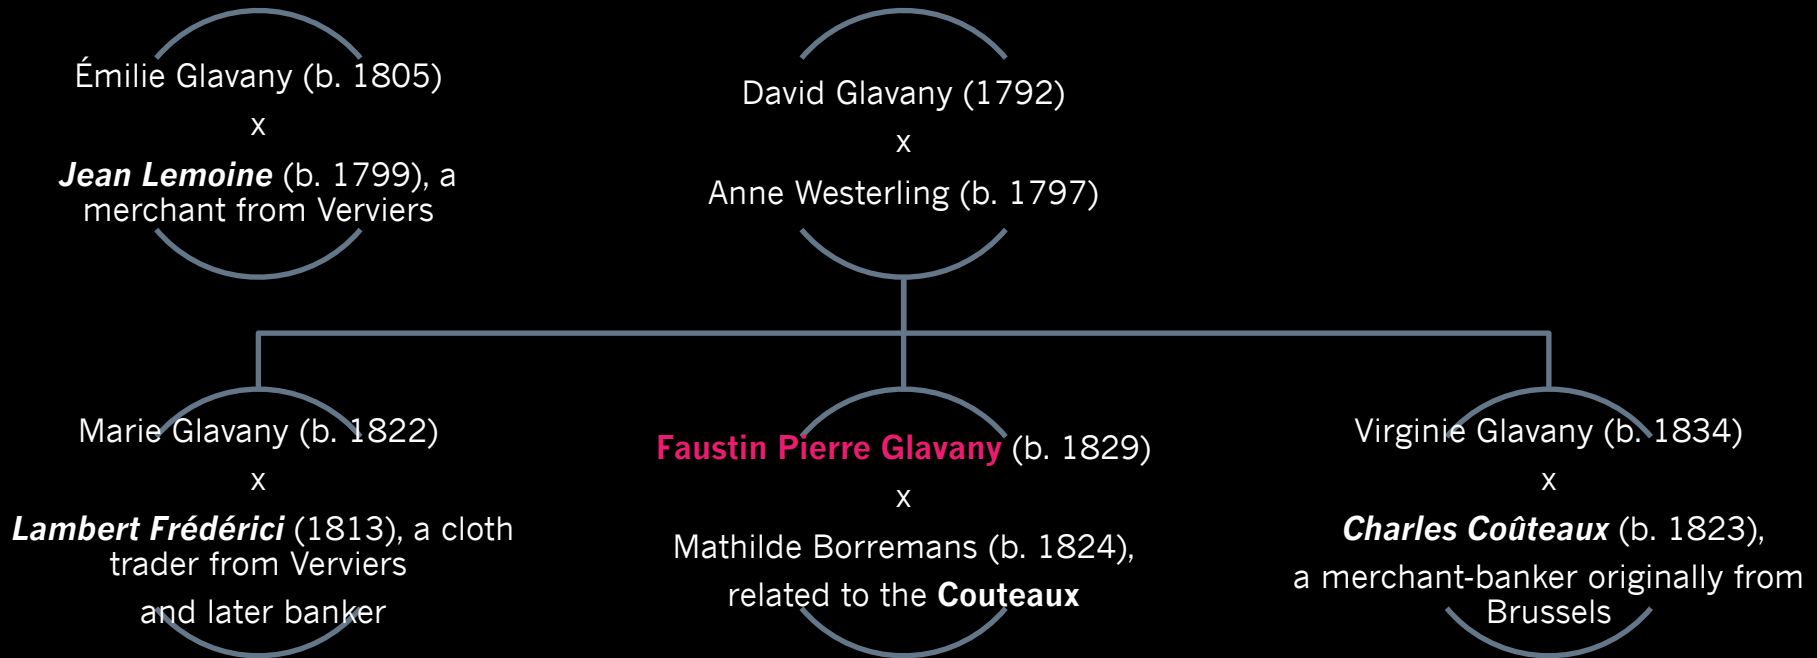 Émilie Glavany (b. 1805)
x
Jean Lemoine (b. 1799), a
merchant from Verviers
David Glavany (1792)
x
Anne Westerling (b. 1797)
Marie Glavany (b. 1822)
x
Lambert Frédérici (1813), a cloth
trader from Verviers
and later banker
Faustin Pierre Glavany (b. 1829)
x
Mathilde Borremans (b. 1824),
related to the Couteaux
Virginie Glavany (b. 1834)
x
Charles Coûteaux (b. 1823),
a merchant-banker originally from
Brussels